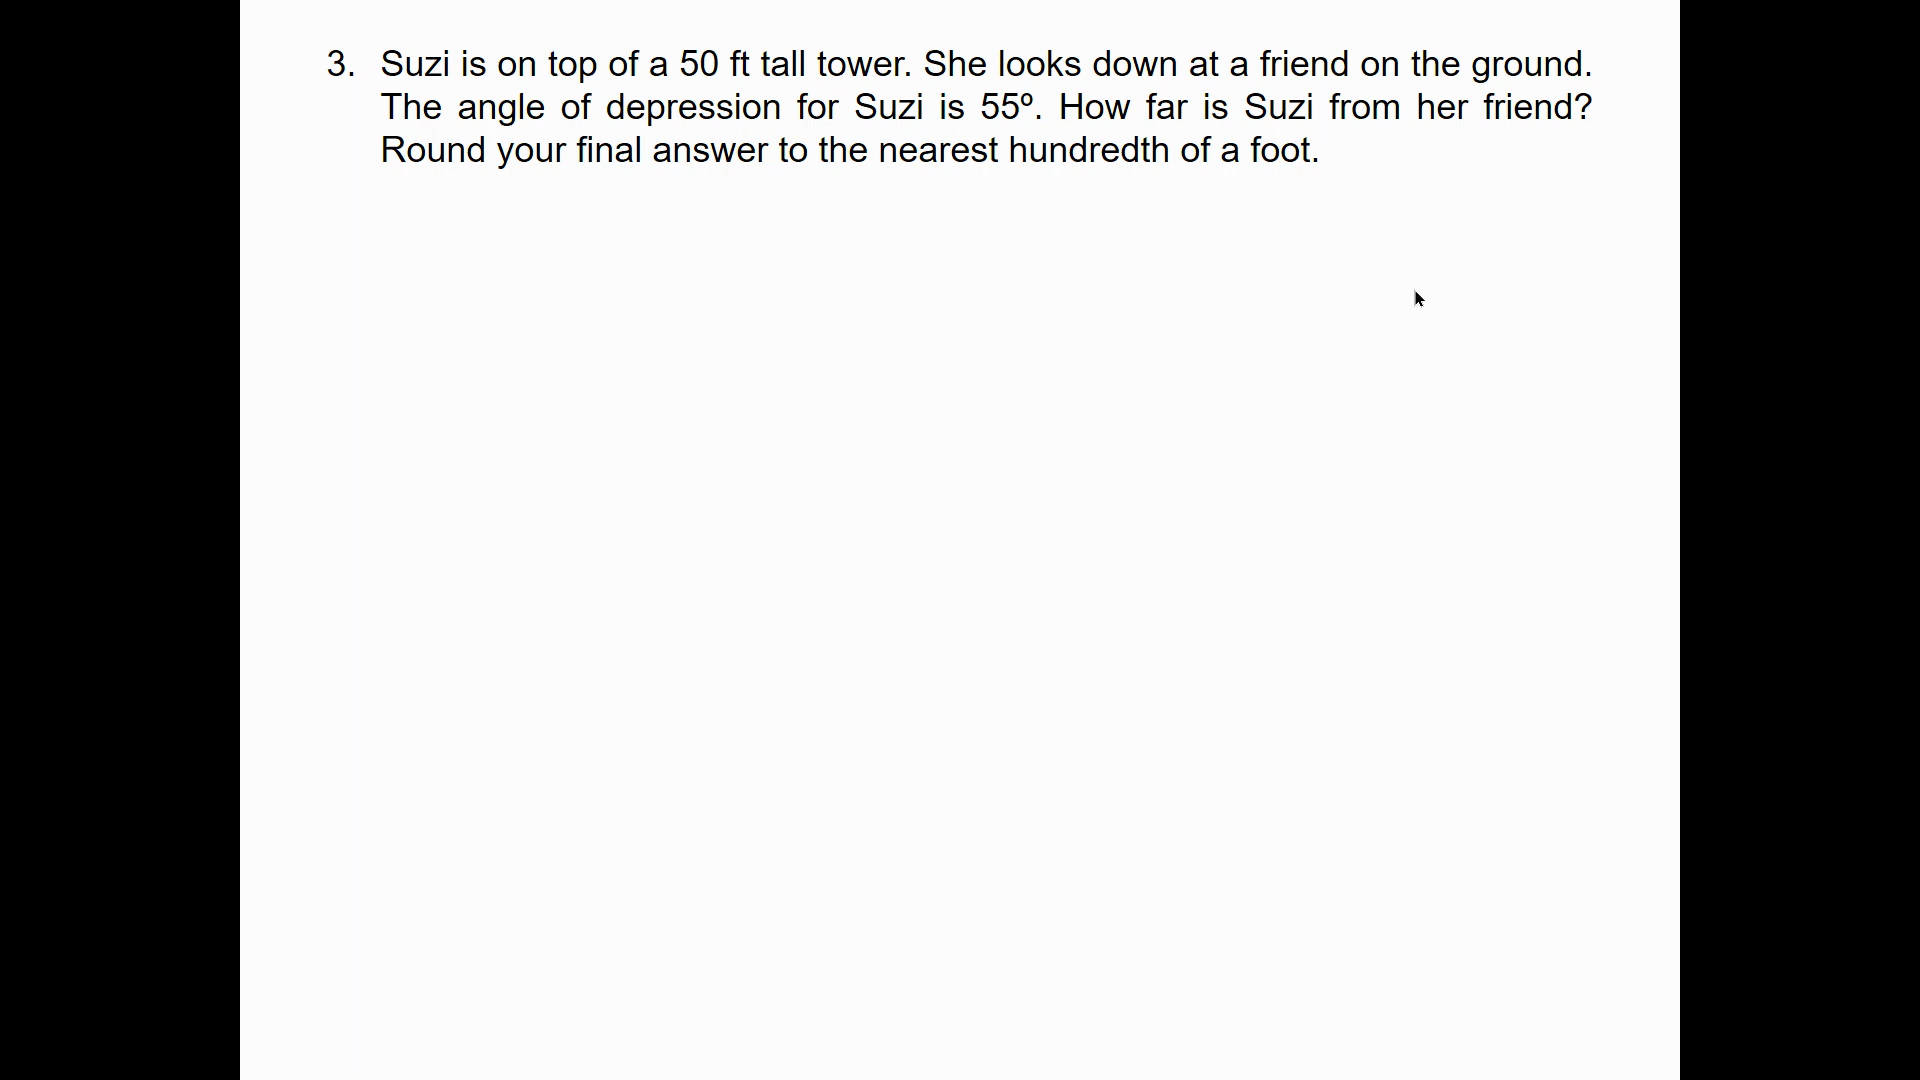 3. Suzi is on top of a 50 ft tall tower. She looks down at a friend on the ground.
The angle of depression for Suzi is 55º. How far is Suzi from her friend?
Round your final answer to the nearest hundredth of a foot.